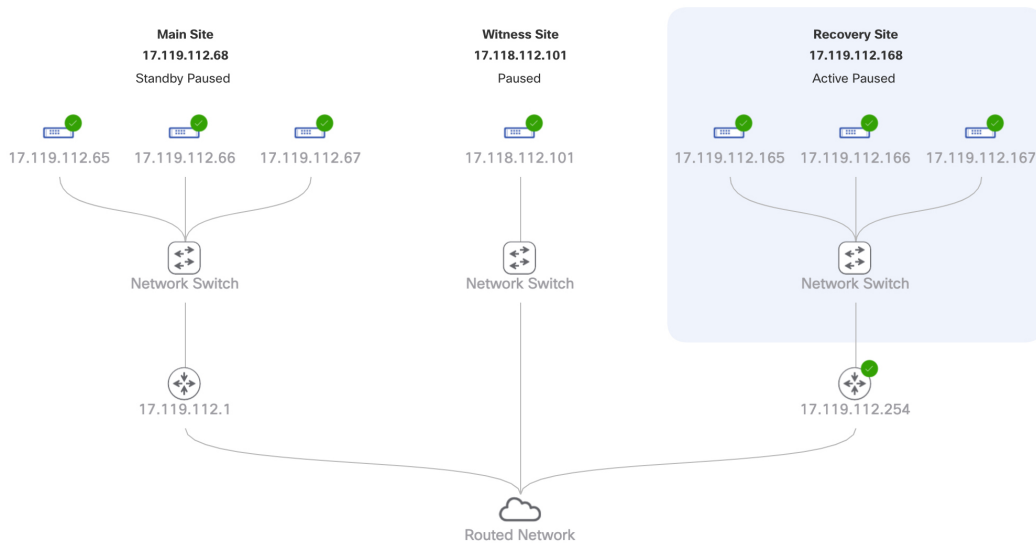 Main Site
17.119.112.68
Standby Paused
Witness Site
17.118.112.101
Paused
Recovery Site
17.119.112.168
Active Paused
17.119.112.65
17.119.112.66
17.119.112.67
17.118.112.101
17.119.112.165
17.119.112.166
17.119.112.167
Network Switch
Network Switch
Network Switch
17.119.112.1
17.119.112.254
Routed Network